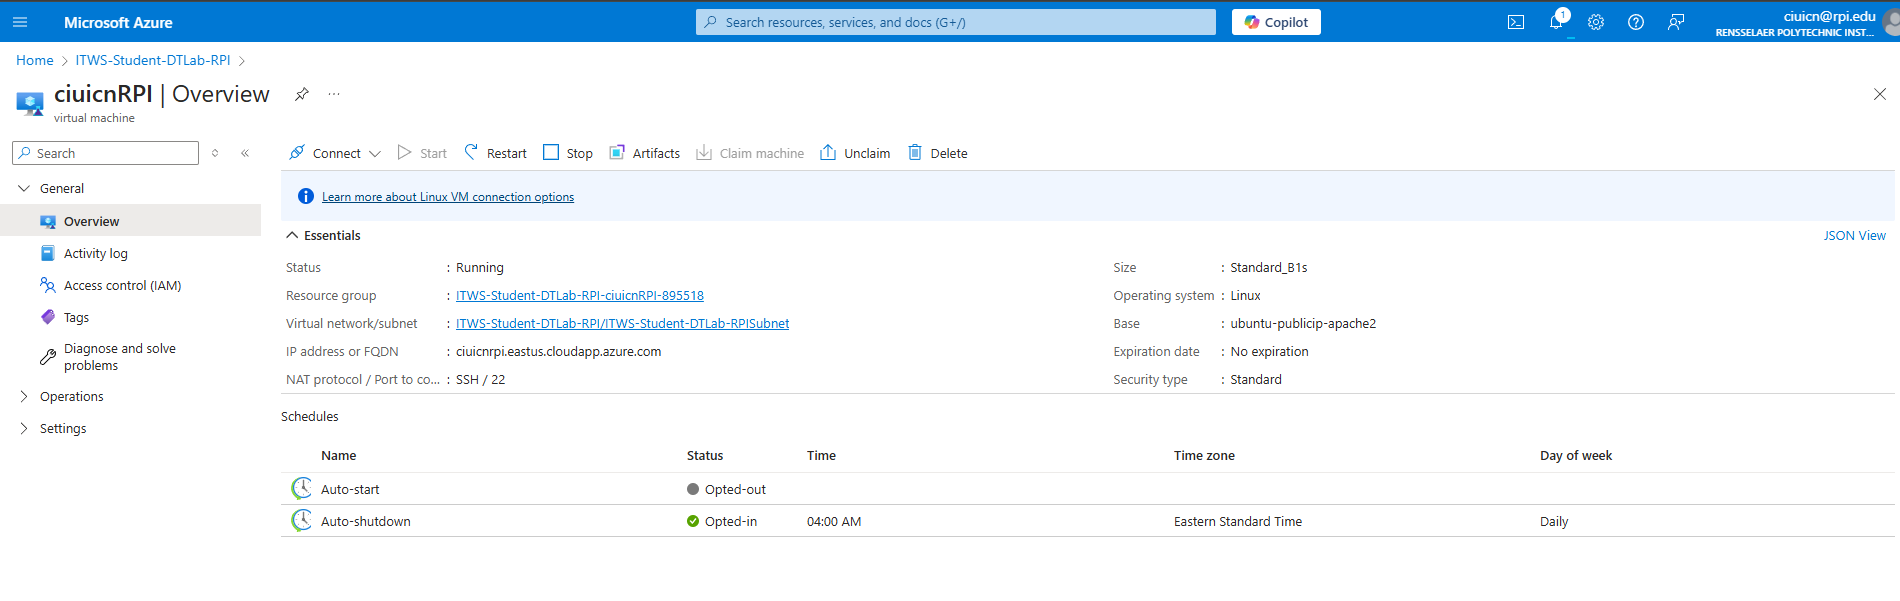 Microsoft Azure
Search resources, services, and docs (G+/)
Copilot
1
ciuicn@rpi.edu
RENSSELAER POLYTECHNIC INST...
Home > ITWS-Student-DTLab-RPI >
ciuicnRPI | Overview ...
virtual machine
Search
Connect Start Restart Stop Artifacts Claim machine Unclaim Delete
General
Overview
Activity log
Access control (IAM)
Tags
Diagnose and solve
problems
Operations
Settings
Learn more about Linux VM connection options
Essentials
JSON View
Status : Running
Resource group : ITWS-Student-DTLab-RPI-ciuicnRPI-895518
Virtual network/subnet : ITWS-Student-DTLab-RPI/ITWS-Student-DTLab-RPISubnet
IP address or FQDN : ciuicnrpi.eastus.cloudapp.azure.com
NAT protocol / Port to co... : SSH / 22
Size : Standard_B1s
Operating system : Linux
Base : ubuntu-publicip-apache2
Expiration date : No expiration
Security type : Standard
Schedules
Name Status Time Time zone Day of week
Auto-start Opted-out
Auto-shutdown Opted-in 04:00 AM Eastern Standard Time Daily